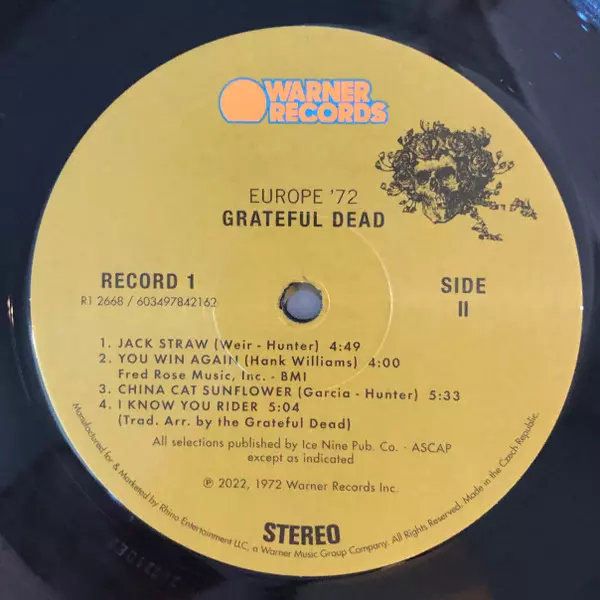 WARNER
RECORDS
EUROPE '72
GRATEFUL DEAD
RECORD 1
R1 2668 / 603497842162
SIDE
II
1. JACK STRAW (Weir - Hunter) 4:49
2. YOU WIN AGAIN (Hank Williams) 4:00
Fred Rose Music, Inc. - BMI
3. CHINA CAT SUNFLOWER (Garcia - Hunter) 5:33
4. I KNOW YOU RIDER 5:04
(Trad. Arr. by the Grateful Dead)
All selections published by Ice Nine Pub. Co. - ASCAP
except as indicated
℗ 2022, 1972 Warner Records Inc.
STEREO
Manufactured for & Marketed by Rhino Entertainment LLC, a Warner Music Group Company. All Rights Reserved. Made in the Czech Republic.